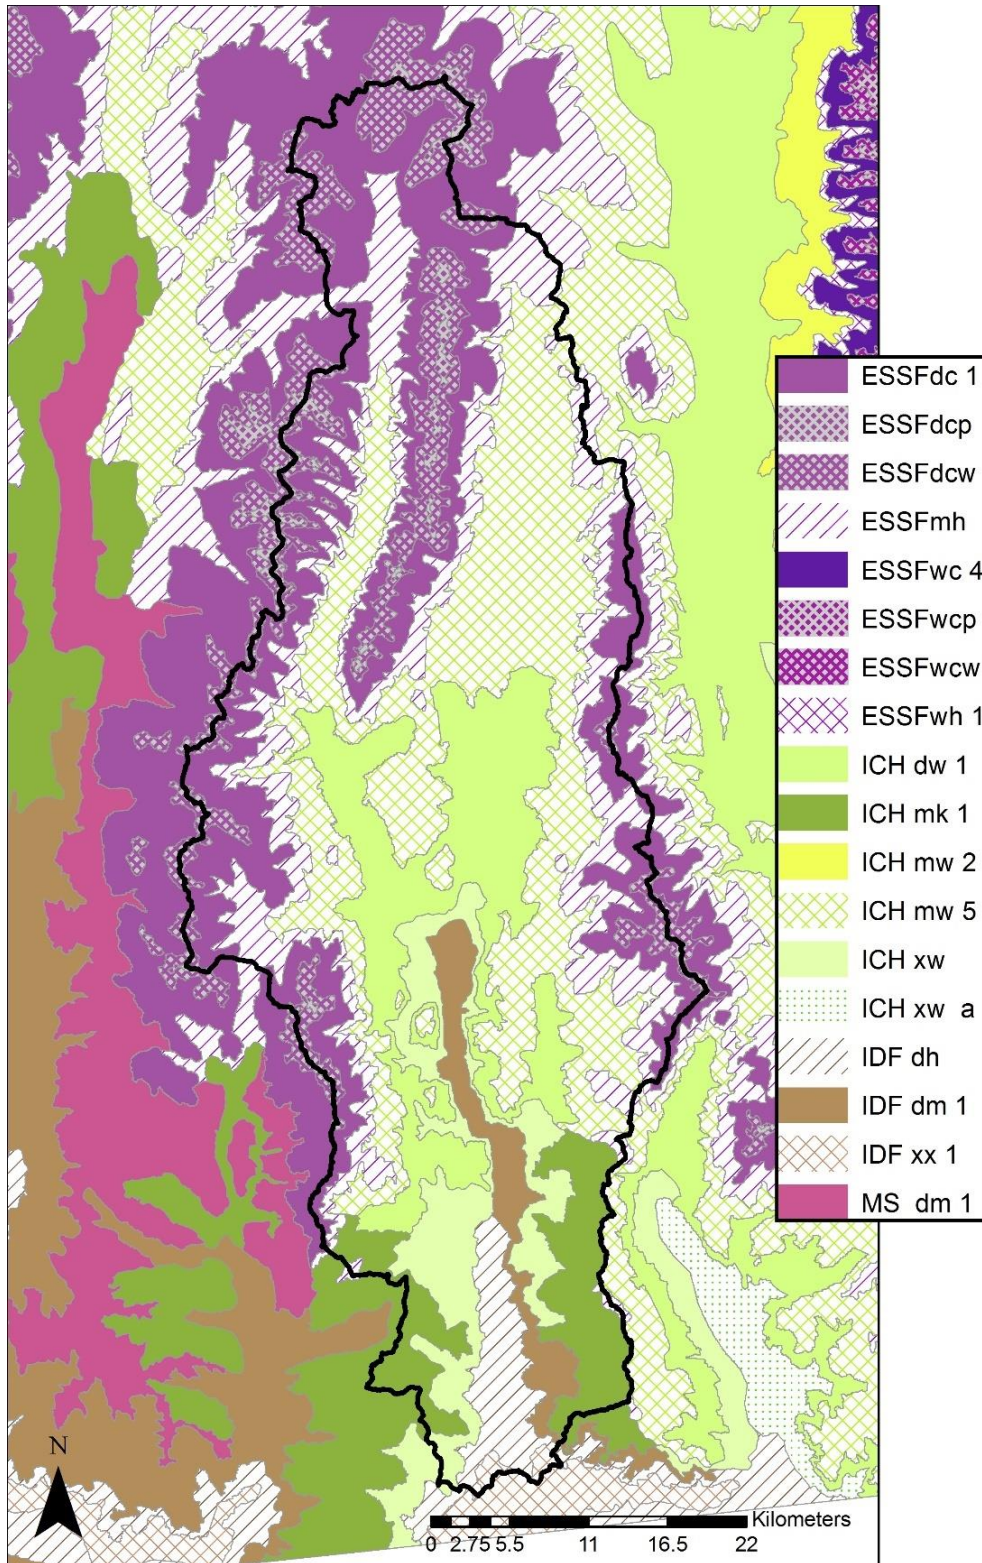 ESSFdc 1
ESSFdcp
ESSFdcw
ESSFmh
ESSFwc 4
ESSFwcp
ESSFwcw
ESSFwh 1
ICH dw 1
ICH mk 1
ICH mw 2
ICH mw 5
ICH xw
ICH xw a
IDF dh
IDF dm 1
IDF xx 1
MS dm 1
N
Kilometers
0 2.75 5.5 11 16.5 22